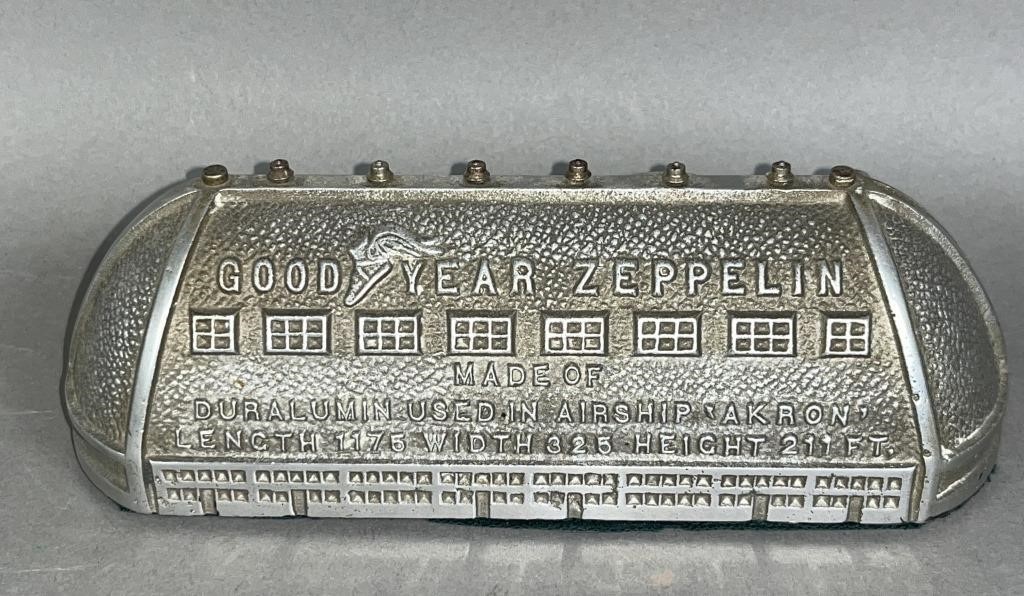 GOODYEAR ZEPPELIN
MADE OF
DURALUMIN USED IN AIRSHIP 'AKRON'
LENGTH 1175 WIDTH 325 HEIGHT 211 FT.